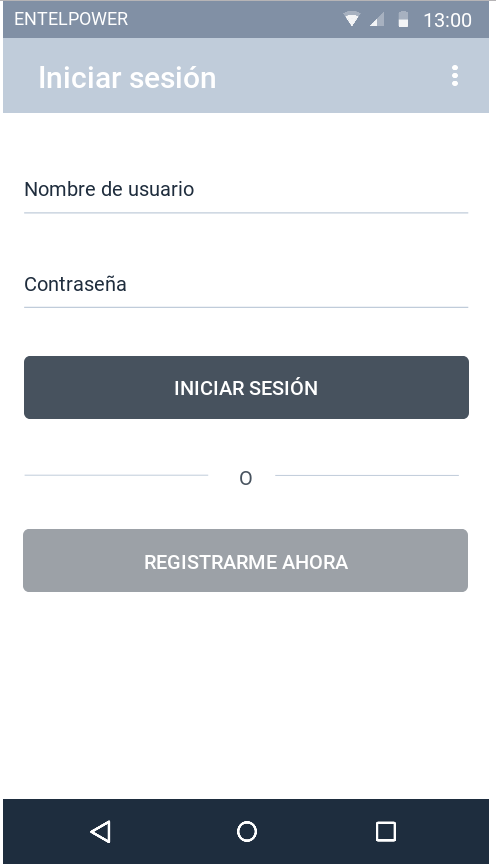 ENTELPOWER 13:00
Iniciar sesión
Nombre de usuario
Contraseña
INICIAR SESIÓN
O
REGISTRARME AHORA